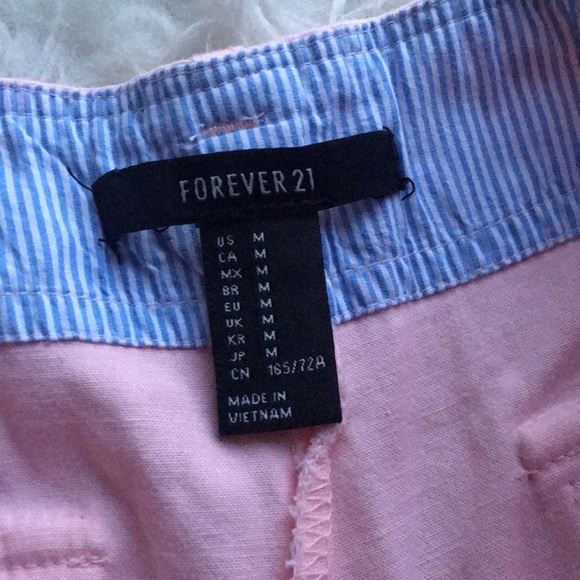 FOREVER 21
US M
CA M
MX M
BR M
EU M
UK M
KR M
JP M
CN 165/72A
MADE IN
VIETNAM